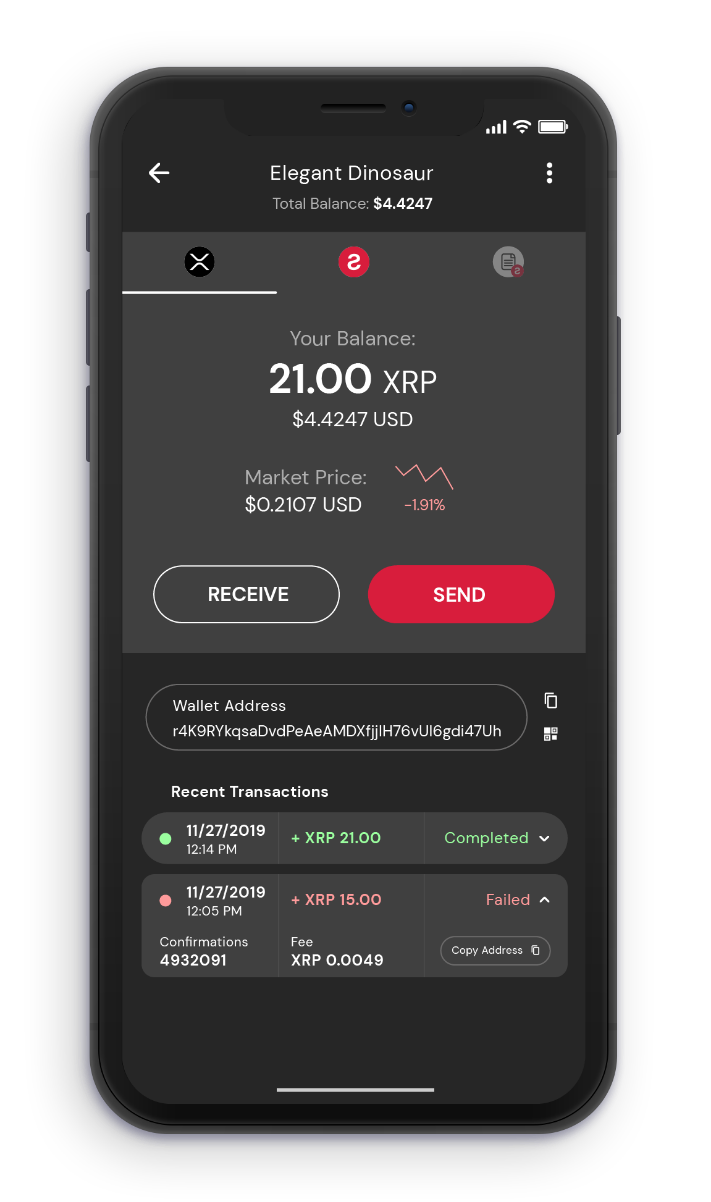 Elegant Dinosaur
Total Balance: $4.4247
Your Balance:
21.00 XRP
$4.4247 USD
Market Price:
$0.2107 USD
-1.91%
RECEIVE
SEND
Wallet Address
r4K9RYkqsaDvdPeAeAMDXfjjIH76vUI6gdi47Uh
Recent Transactions
11/27/2019
12:14 PM
+ XRP 21.00
Completed
11/27/2019
12:05 PM
+ XRP 15.00
Failed
Confirmations
4932091
Fee
XRP 0.0049
Copy Address